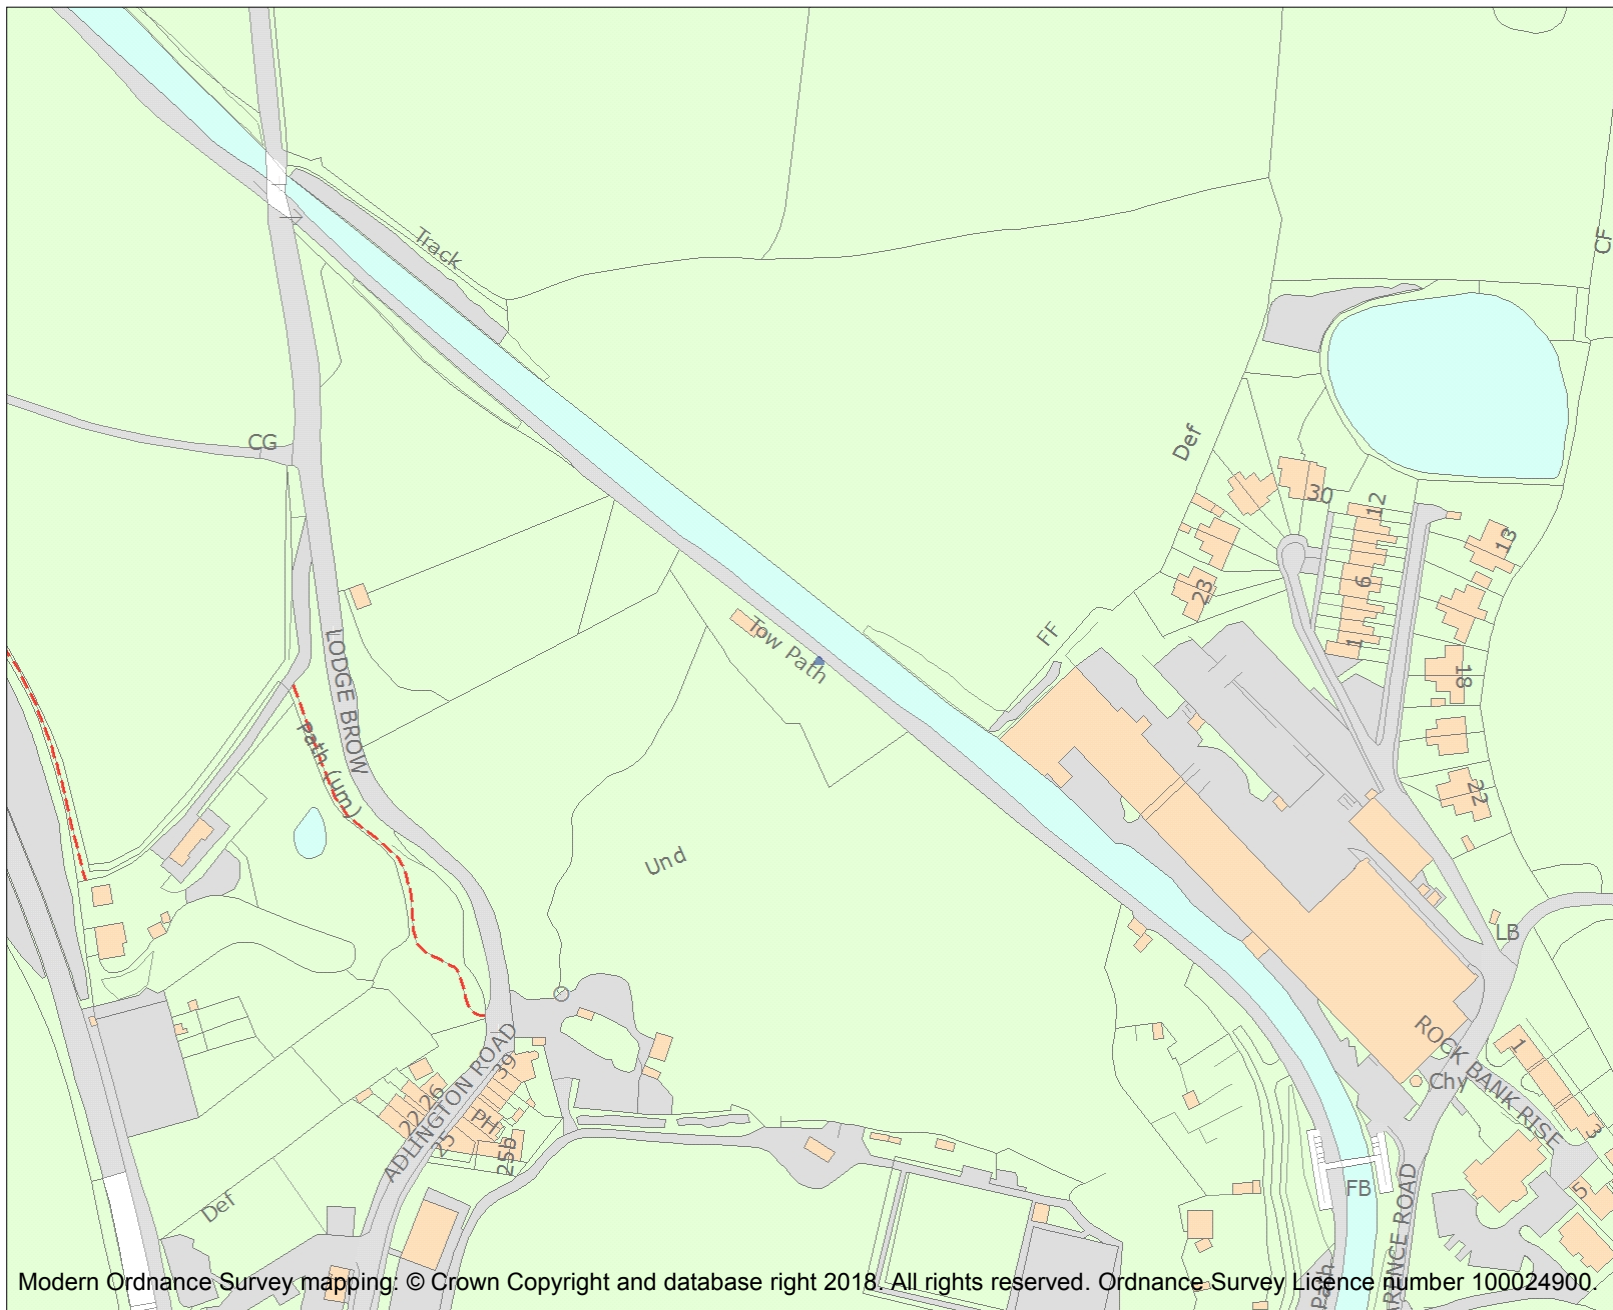 Track
CF
CG
Def
30
12
13
6
23
1
LODGE BROW
Tow Path
FF
18
Path (um)
22
Und
LB
ROCK BANK RISE
1
Chy
ADLINGTON ROAD
39
22
26
PH
25
25b
3
Def
FB
5
Path
Modern Ordnance Survey mapping: © Crown Copyright and database right 2018. All rights reserved. Ordnance Survey Licence number 100024900.